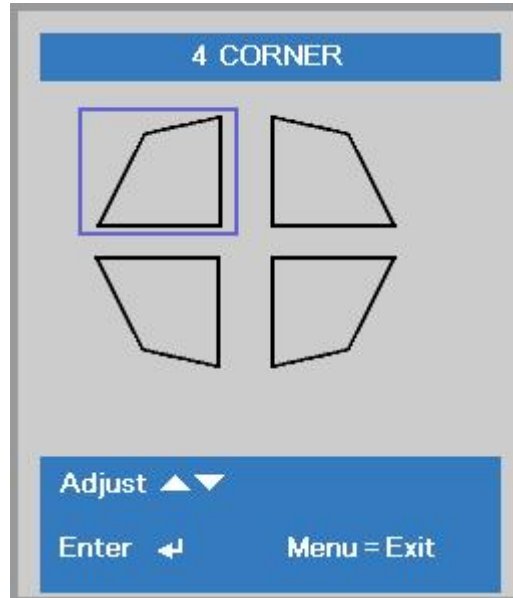 4 CORNER
Adjust ▲▼
Enter ↵ Menu = Exit